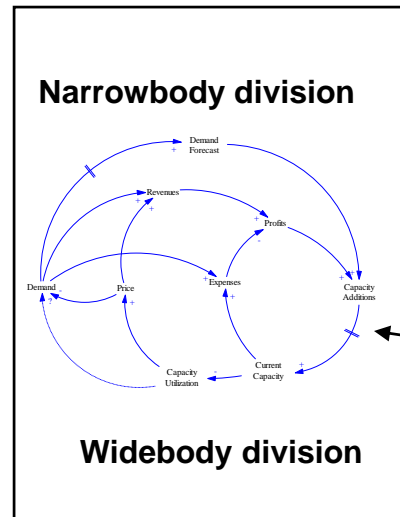 Narrowbody division
Demand
Forecast
+
Revenues
+
+
Profits
+
-
Demand
-
?
Price
+
Expenses
+
+
+
+
Capacity
Additions
Capacity
Utilization
-
Current
Capacity
+
Widebody division